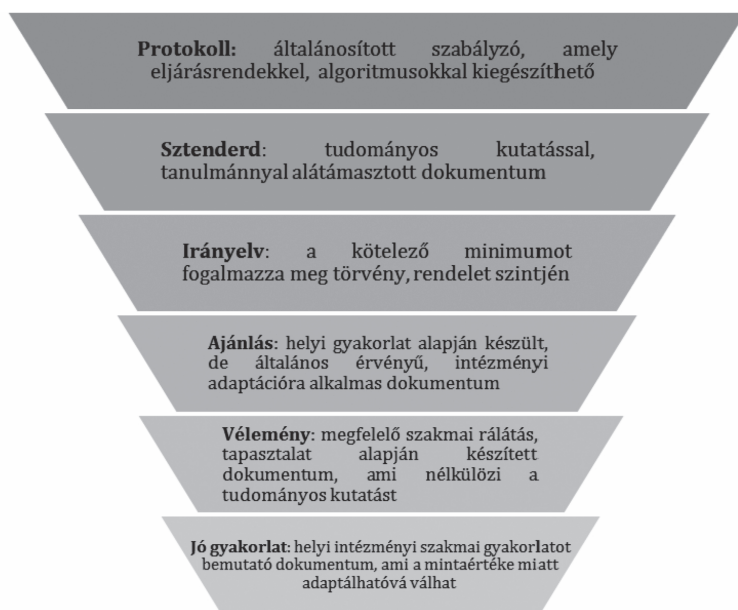 Protokoll: általánosított szabályzó, amely
eljárásrendekkel, algoritmusokkal kiegészíthető
Sztenderd: tudományos kutatással,
tanulmánnyal alátámasztott dokumentum
Irányelv: a kötelező minimumot
fogalmazza meg törvény, rendelet szintjén
Ajánlás: helyi gyakorlat alapján készült,
de általános érvényű, intézményi
adaptációra alkalmas dokumentum
Vélemény: megfelelő szakmai rálátás,
tapasztalat alapján készített
dokumentum, ami nélkülözi a
tudományos kutatást
Jó gyakorlat: helyi intézményi szakmai gyakorlatot
bemutató dokumentum, ami a mintaértéke miatt
adaptálhatóvá válhat